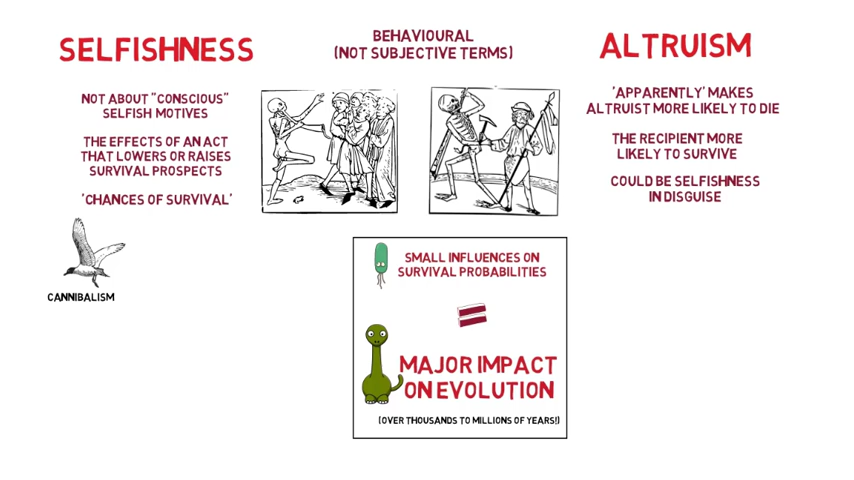 SELFISHNESS
NOT ABOUT "CONSCIOUS"
SELFISH MOTIVES
THE EFFECTS OF AN ACT
THAT LOWERS OR RAISES
SURVIVAL PROSPECTS
'CHANCES OF SURVIVAL'
CANNIBALISM
BEHAVIOURAL
(NOT SUBJECTIVE TERMS)
SMALL INFLUENCES ON
SURVIVAL PROBABILITIES
MAJOR IMPACT
ON EVOLUTION
(OVER THOUSANDS TO MILLIONS OF YEARS!)
ALTRUISM
'APPARENTLY' MAKES
ALTRUIST MORE LIKELY TO DIE
THE RECIPIENT MORE
LIKELY TO SURVIVE
COULD BE SELFISHNESS
IN DISGUISE